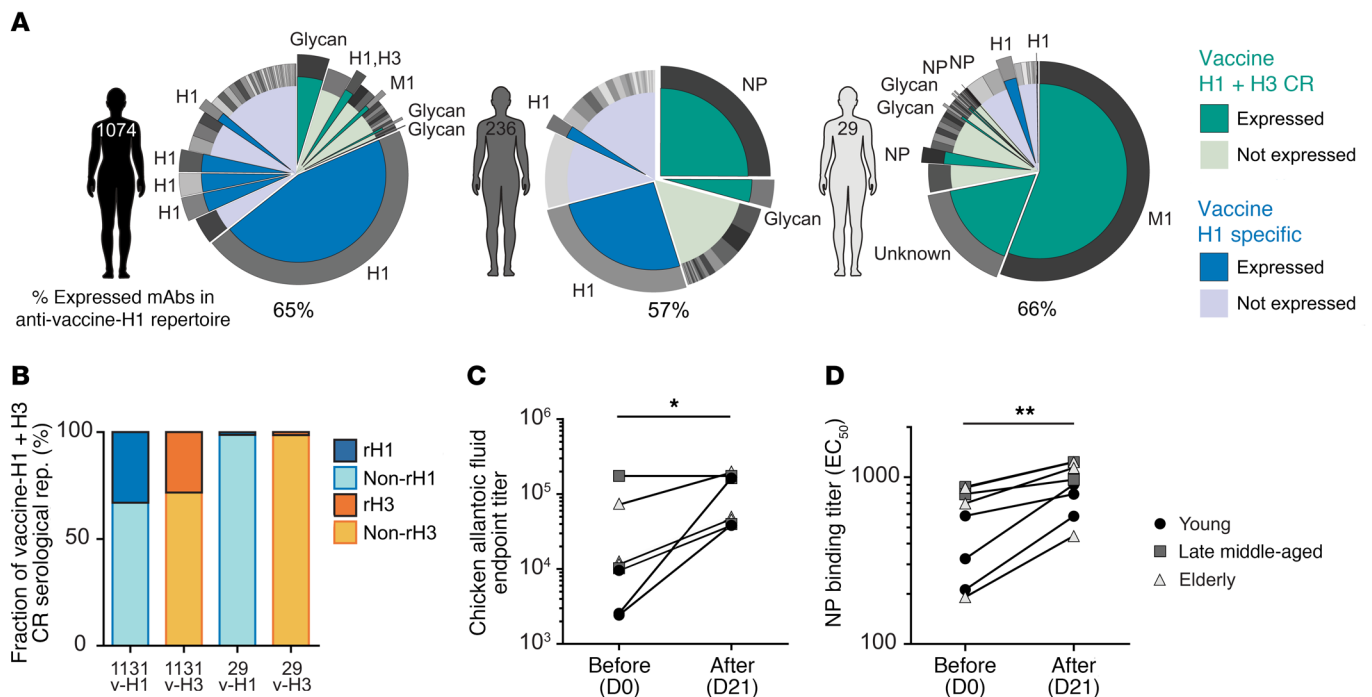 A
1074
Glycan
H1,H3
M1
Glycan
Glycan
H1
H1
H1
H1
H1
% Expressed mAbs in
anti-vaccine-H1 repertoire
65%
236
NP
H1
Glycan
H1
57%
29
H1
H1
NP NP
Glycan
Glycan
NP
Unknown
M1
66%
Vaccine
H1 + H3 CR
Expressed
Not expressed
Vaccine
H1 specific
Expressed
Not expressed
B
Fraction of vaccine-H1 + H3
CR serological rep. (%)
100
50
0
1131
v-H1
1131
v-H3
29
v-H1
29
v-H3
rH1
Non-rH1
rH3
Non-rH3
C
Chicken allantoic fluid
endpoint titer
10⁶
10⁵
10⁴
10³
*
Before
(D0)
After
(D21)
D
NP binding titer (EC₅₀)
1000
100
**
Before
(D0)
After
(D21)
Young
Late middle-aged
Elderly